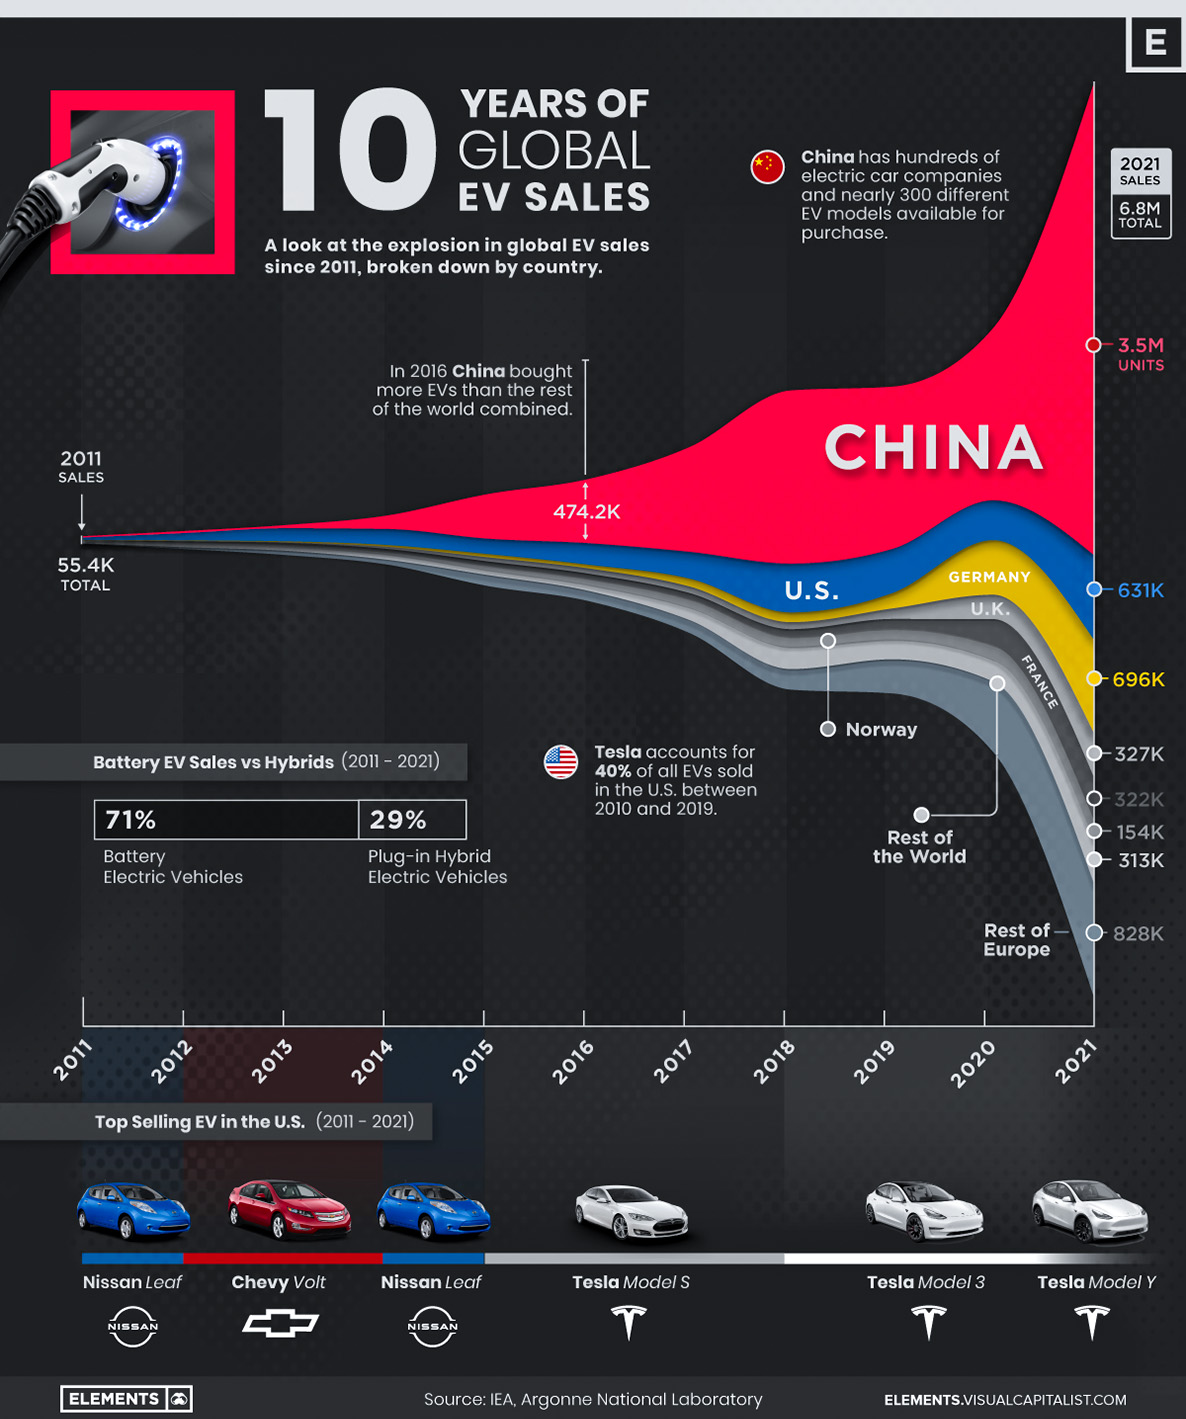 E
10
YEARS OF
GLOBAL
EV SALES
A look at the explosion in global EV sales
since 2011, broken down by country.
China has hundreds of
electric car companies
and nearly 300 different
EV models available for
purchase.
2021
SALES
6.8M
TOTAL
3.5M
UNITS
In 2016 China bought
more EVs than the rest
of the world combined.
CHINA
2011
SALES
474.2K
55.4K
TOTAL
U.S.
GERMANY
631K
U.K.
FRANCE
696K
Norway
327K
322K
154K
313K
Rest of
the World
Rest of
Europe
828K
Battery EV Sales vs Hybrids (2011 - 2021)
71%
29%
Battery
Electric Vehicles
Plug-in Hybrid
Electric Vehicles
Tesla accounts for
40% of all EVs sold
in the U.S. between
2010 and 2019.
2011
2012
2013
2014
2015
2016
2017
2018
2019
2020
2021
Top Selling EV in the U.S. (2011 - 2021)
Nissan Leaf
Chevy Volt
Nissan Leaf
Tesla Model S
Tesla Model 3
Tesla Model Y
NISSAN
NISSAN
ELEMENTS
Source: IEA, Argonne National Laboratory
ELEMENTS.VISUALCAPITALIST.COM